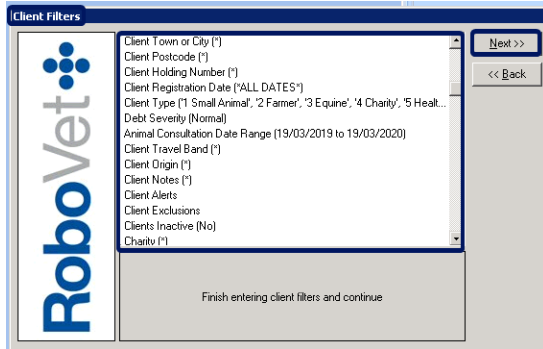 Client Filters
RoboVet
Client Town or City (*)
Client Postcode (*)
Client Holding Number (*)
Client Registration Date (*ALL DATES*)
Client Type ('1 Small Animal', '2 Farmer', '3 Equine', '4 Charity', '5 Healt...
Debt Severity (Normal)
Animal Consultation Date Range (19/03/2019 to 19/03/2020)
Client Travel Band (*)
Client Origin (*)
Client Notes (*)
Client Alerts
Client Exclusions
Clients Inactive (No)
Charity (*)
Finish entering client filters and continue
Next >>
<< Back